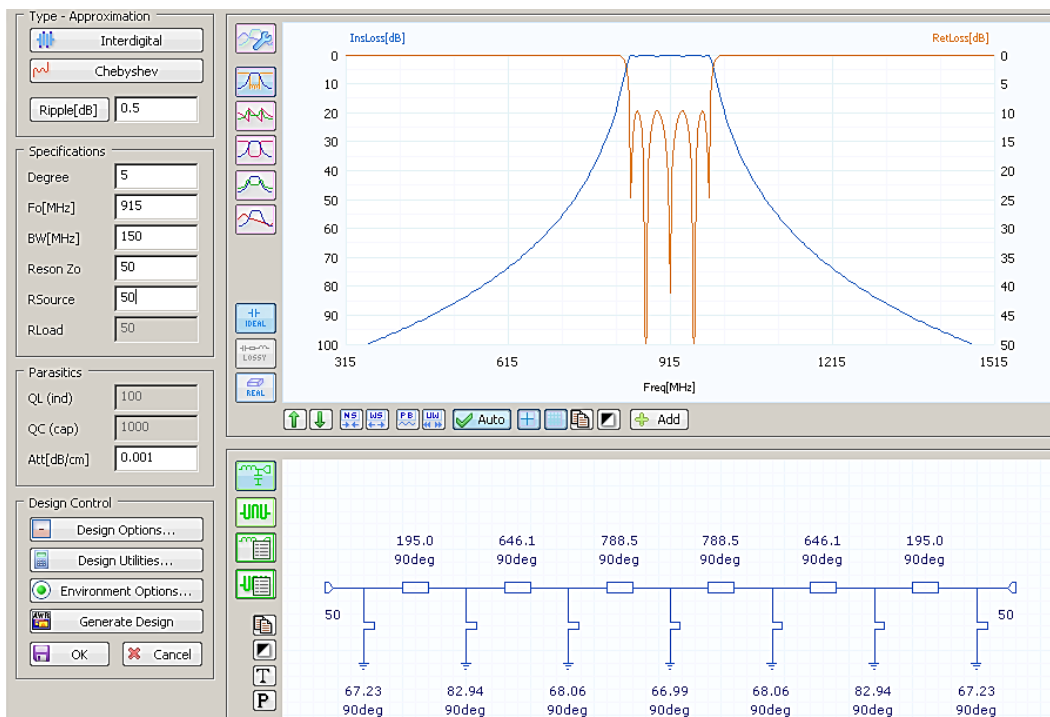 Type - Approximation
Interdigital
Chebyshev
Ripple[dB] 0.5
Specifications
Degree 5
Fo[MHz] 915
BW[MHz] 150
Reson Zo 50
RSource 50
RLoad 50
Parasitics
QL (ind) 100
QC (cap) 1000
Att[dB/cm] 0.001
Design Control
Design Options...
Design Utilities...
Environment Options...
AWR Generate Design
OK Cancel
IDEAL
LOSSY
REAL
InsLoss[dB] RetLoss[dB]
0 0
10 5
20 10
30 15
40 20
50 25
60 30
70 35
80 40
90 45
100 50
315 615 915 1215 1515
Freq[MHz]
NS WS PB UW Auto Add
T
P
195.0 646.1 788.5 788.5 646.1 195.0
90deg 90deg 90deg 90deg 90deg 90deg
50 50
67.23 82.94 68.06 66.99 68.06 82.94 67.23
90deg 90deg 90deg 90deg 90deg 90deg 90deg